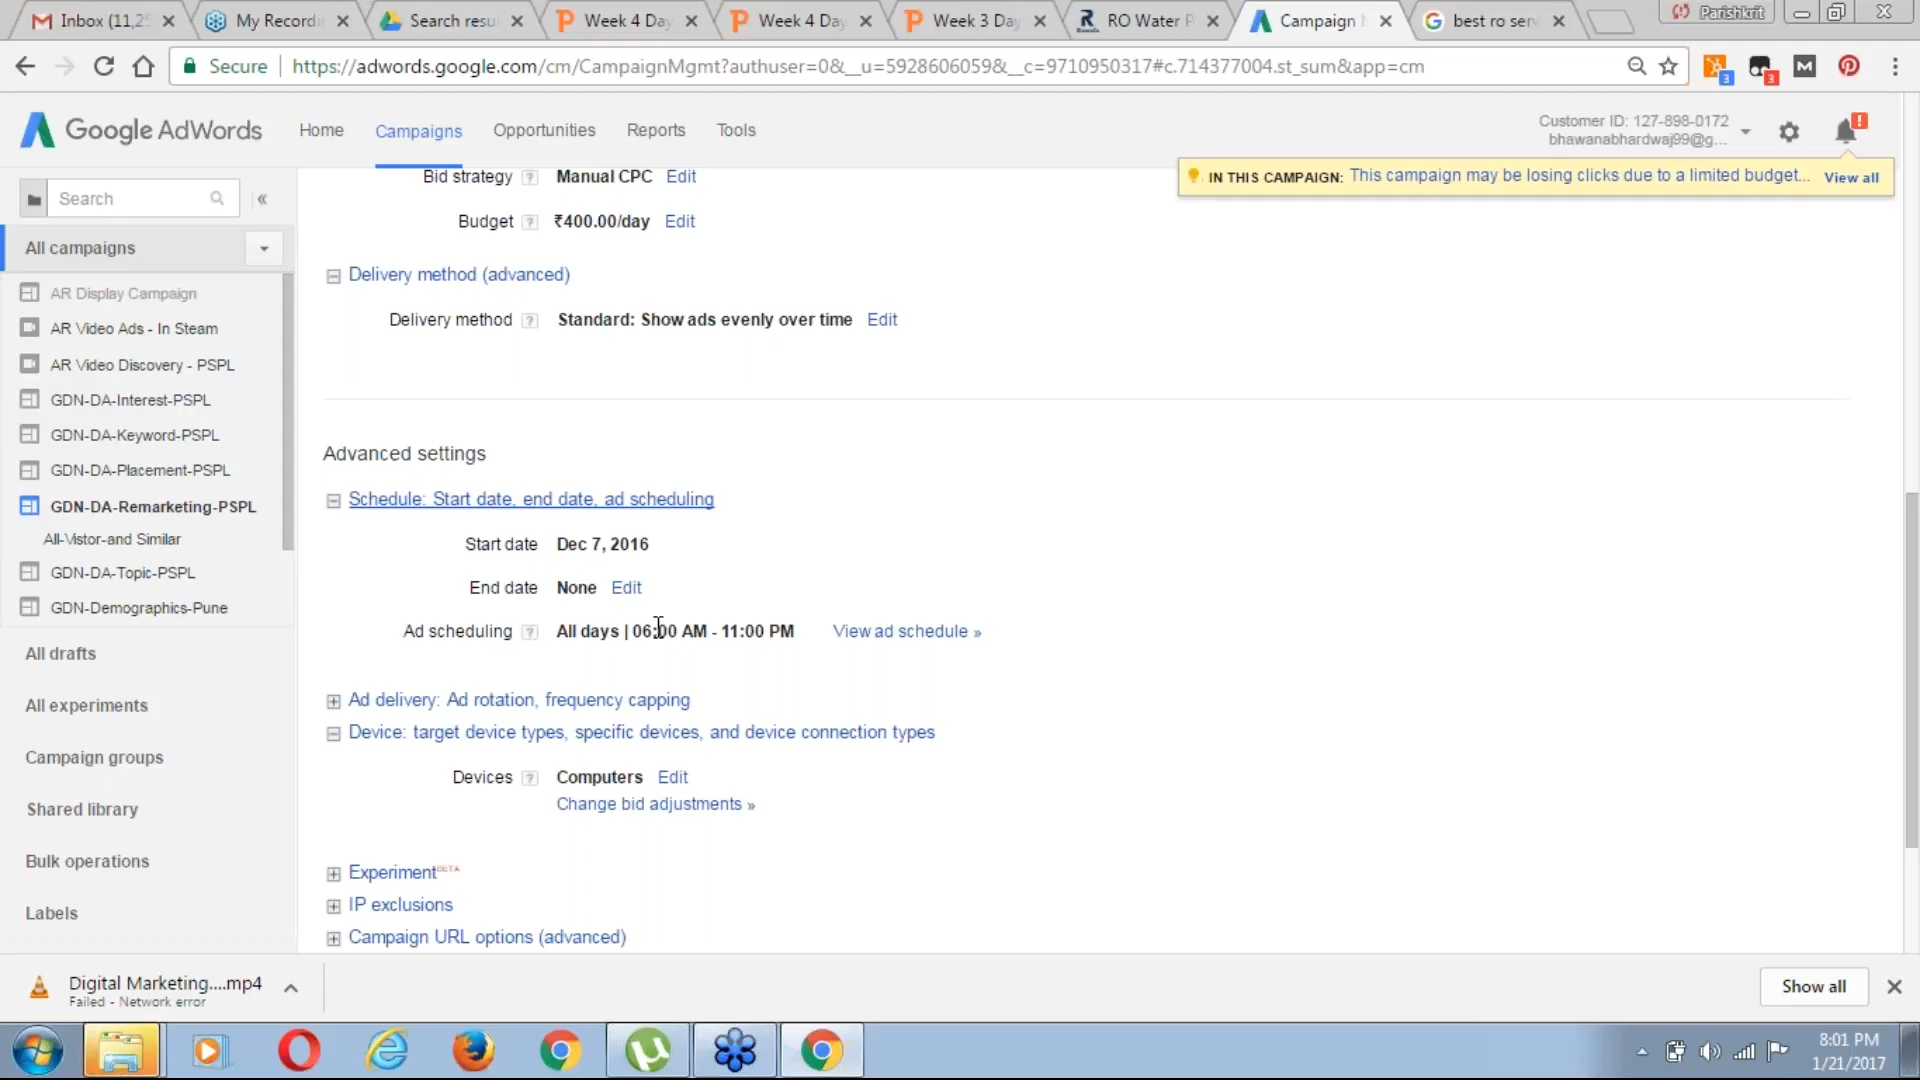 Inbox (11,25
My Recordi
Search resu
Week 4 Day
Week 4 Day
Week 3 Day
RO Water P
Campaign M
best ro serv
Parishkrit
Secure
https://adwords.google.com/cm/CampaignMgmt?authuser=0&__u=5928606059&__c=9710950317#c.714377004.st_sum&app=cm
3
3
Google AdWords
Home
Campaigns
Opportunities
Reports
Tools
Customer ID: 127-898-0172
bhawanabhardwaj99@g...
IN THIS CAMPAIGN: This campaign may be losing clicks due to a limited budget... View all
Search
All campaigns
AR Display Campaign
AR Video Ads - In Steam
AR Video Discovery - PSPL
GDN-DA-Interest-PSPL
GDN-DA-Keyword-PSPL
GDN-DA-Placement-PSPL
GDN-DA-Remarketing-PSPL
All-Vistor-and Similar
GDN-DA-Topic-PSPL
GDN-Demographics-Pune
All drafts
All experiments
Campaign groups
Shared library
Bulk operations
Labels
Bid strategy ? Manual CPC Edit
Budget ? ₹400.00/day Edit
Delivery method (advanced)
Delivery method ? Standard: Show ads evenly over time Edit
Advanced settings
Schedule: Start date, end date, ad scheduling
Start date Dec 7, 2016
End date None Edit
Ad scheduling ? All days | 06:00 AM - 11:00 PM View ad schedule »
Ad delivery: Ad rotation, frequency capping
Device: target device types, specific devices, and device connection types
Devices ? Computers Edit
Change bid adjustments »
Experiment BETA
IP exclusions
Campaign URL options (advanced)
Digital Marketing....mp4
Failed - Network error
Show all
8:01 PM
1/21/2017